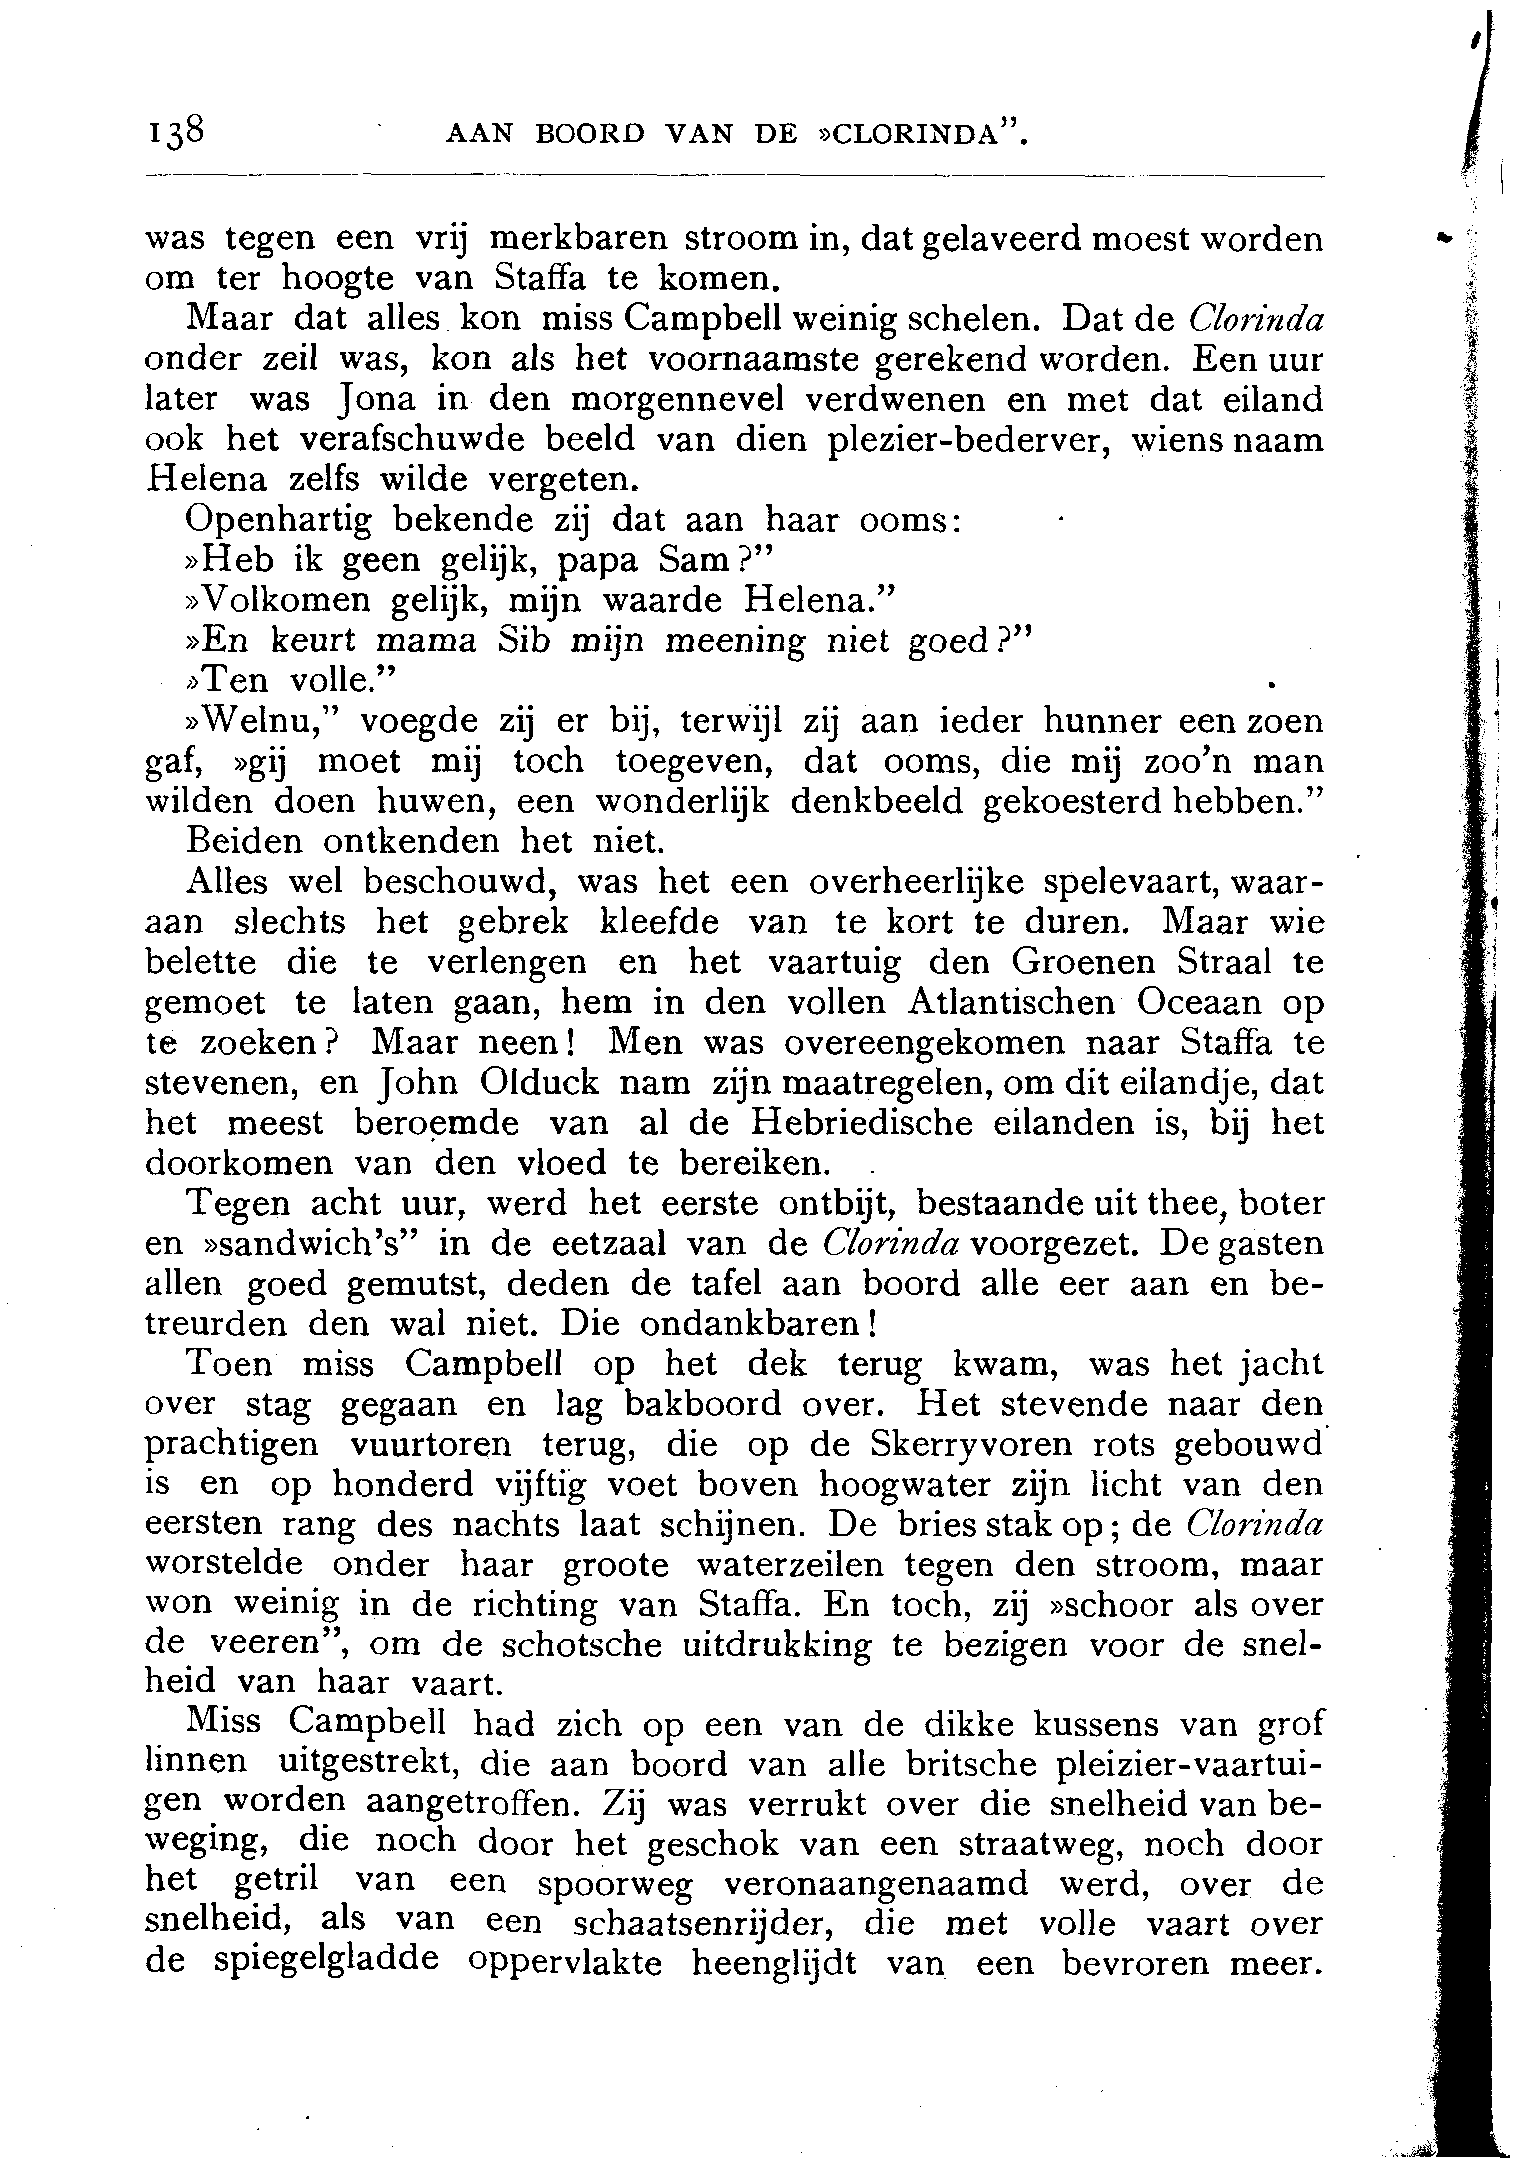 138 AAN BOORD VAN DE »CLORINDA”.
was tegen een vrij merkbaren stroom in, dat gelaveerd moest worden
om ter hoogte van Staffa te komen.
Maar dat alles kon miss Campbell weinig schelen. Dat de Clorinda
onder zeil was, kon als het voornaamste gerekend worden. Een uur
later was Jona in den morgennevel verdwenen en met dat eiland
ook het verafschuwde beeld van dien plezier-bederver, wiens naam
Helena zelfs wilde vergeten.
Openhartig bekende zij dat aan haar ooms:
»Heb ik geen gelijk, papa Sam?”
»Volkomen gelijk, mijn waarde Helena.”
»En keurt mama Sib mijn meening niet goed?”
»Ten volle.”
»Welnu,” voegde zij er bij, terwijl zij aan ieder hunner een zoen
gaf, »gij moet mij toch toegeven, dat ooms, die mij zoo’n man
wilden doen huwen, een wonderlijk denkbeeld gekoesterd hebben.”
Beiden ontkenden het niet.
Alles wel beschouwd, was het een overheerlijke spelevaart, waar-
aan slechts het gebrek kleefde van te kort te duren. Maar wie
belette die te verlengen en het vaartuig den Groenen Straal te
gemoet te laten gaan, hem in den vollen Atlantischen Oceaan op
te zoeken? Maar neen! Men was overeengekomen naar Staffa te
stevenen, en John Olduck nam zijn maatregelen, om dit eilandje, dat
het meest beroemde van al de Hebriedische eilanden is, bij het
doorkomen van den vloed te bereiken.
Tegen acht uur, werd het eerste ontbijt, bestaande uit thee, boter
en »sandwich’s” in de eetzaal van de Clorinda voorgezet. De gasten
allen goed gemutst, deden de tafel aan boord alle eer aan en be-
treurden den wal niet. Die ondankbaren!
Toen miss Campbell op het dek terug kwam, was het jacht
over stag gegaan en lag bakboord over. Het stevende naar den
prachtigen vuurtoren terug, die op de Skerryvoren rots gebouwd
is en op honderd vijftig voet boven hoogwater zijn licht van den
eersten rang des nachts laat schijnen. De bries stak op; de Clorinda
worstelde onder haar groote waterzeilen tegen den stroom, maar
won weinig in de richting van Staffa. En toch, zij »schoor als over
de veeren”, om de schotsche uitdrukking te bezigen voor de snel-
heid van haar vaart.
Miss Campbell had zich op een van de dikke kussens van grof
linnen uitgestrekt, die aan boord van alle britsche pleizier-vaartui-
gen worden aangetroffen. Zij was verrukt over die snelheid van be-
weging, die noch door het geschok van een straatweg, noch door
het getril van een spoorweg veronaangenaamd werd, over de
snelheid, als van een schaatsenrijder, die met volle vaart over
de spiegelgladde oppervlakte heenglijdt van een bevroren meer.